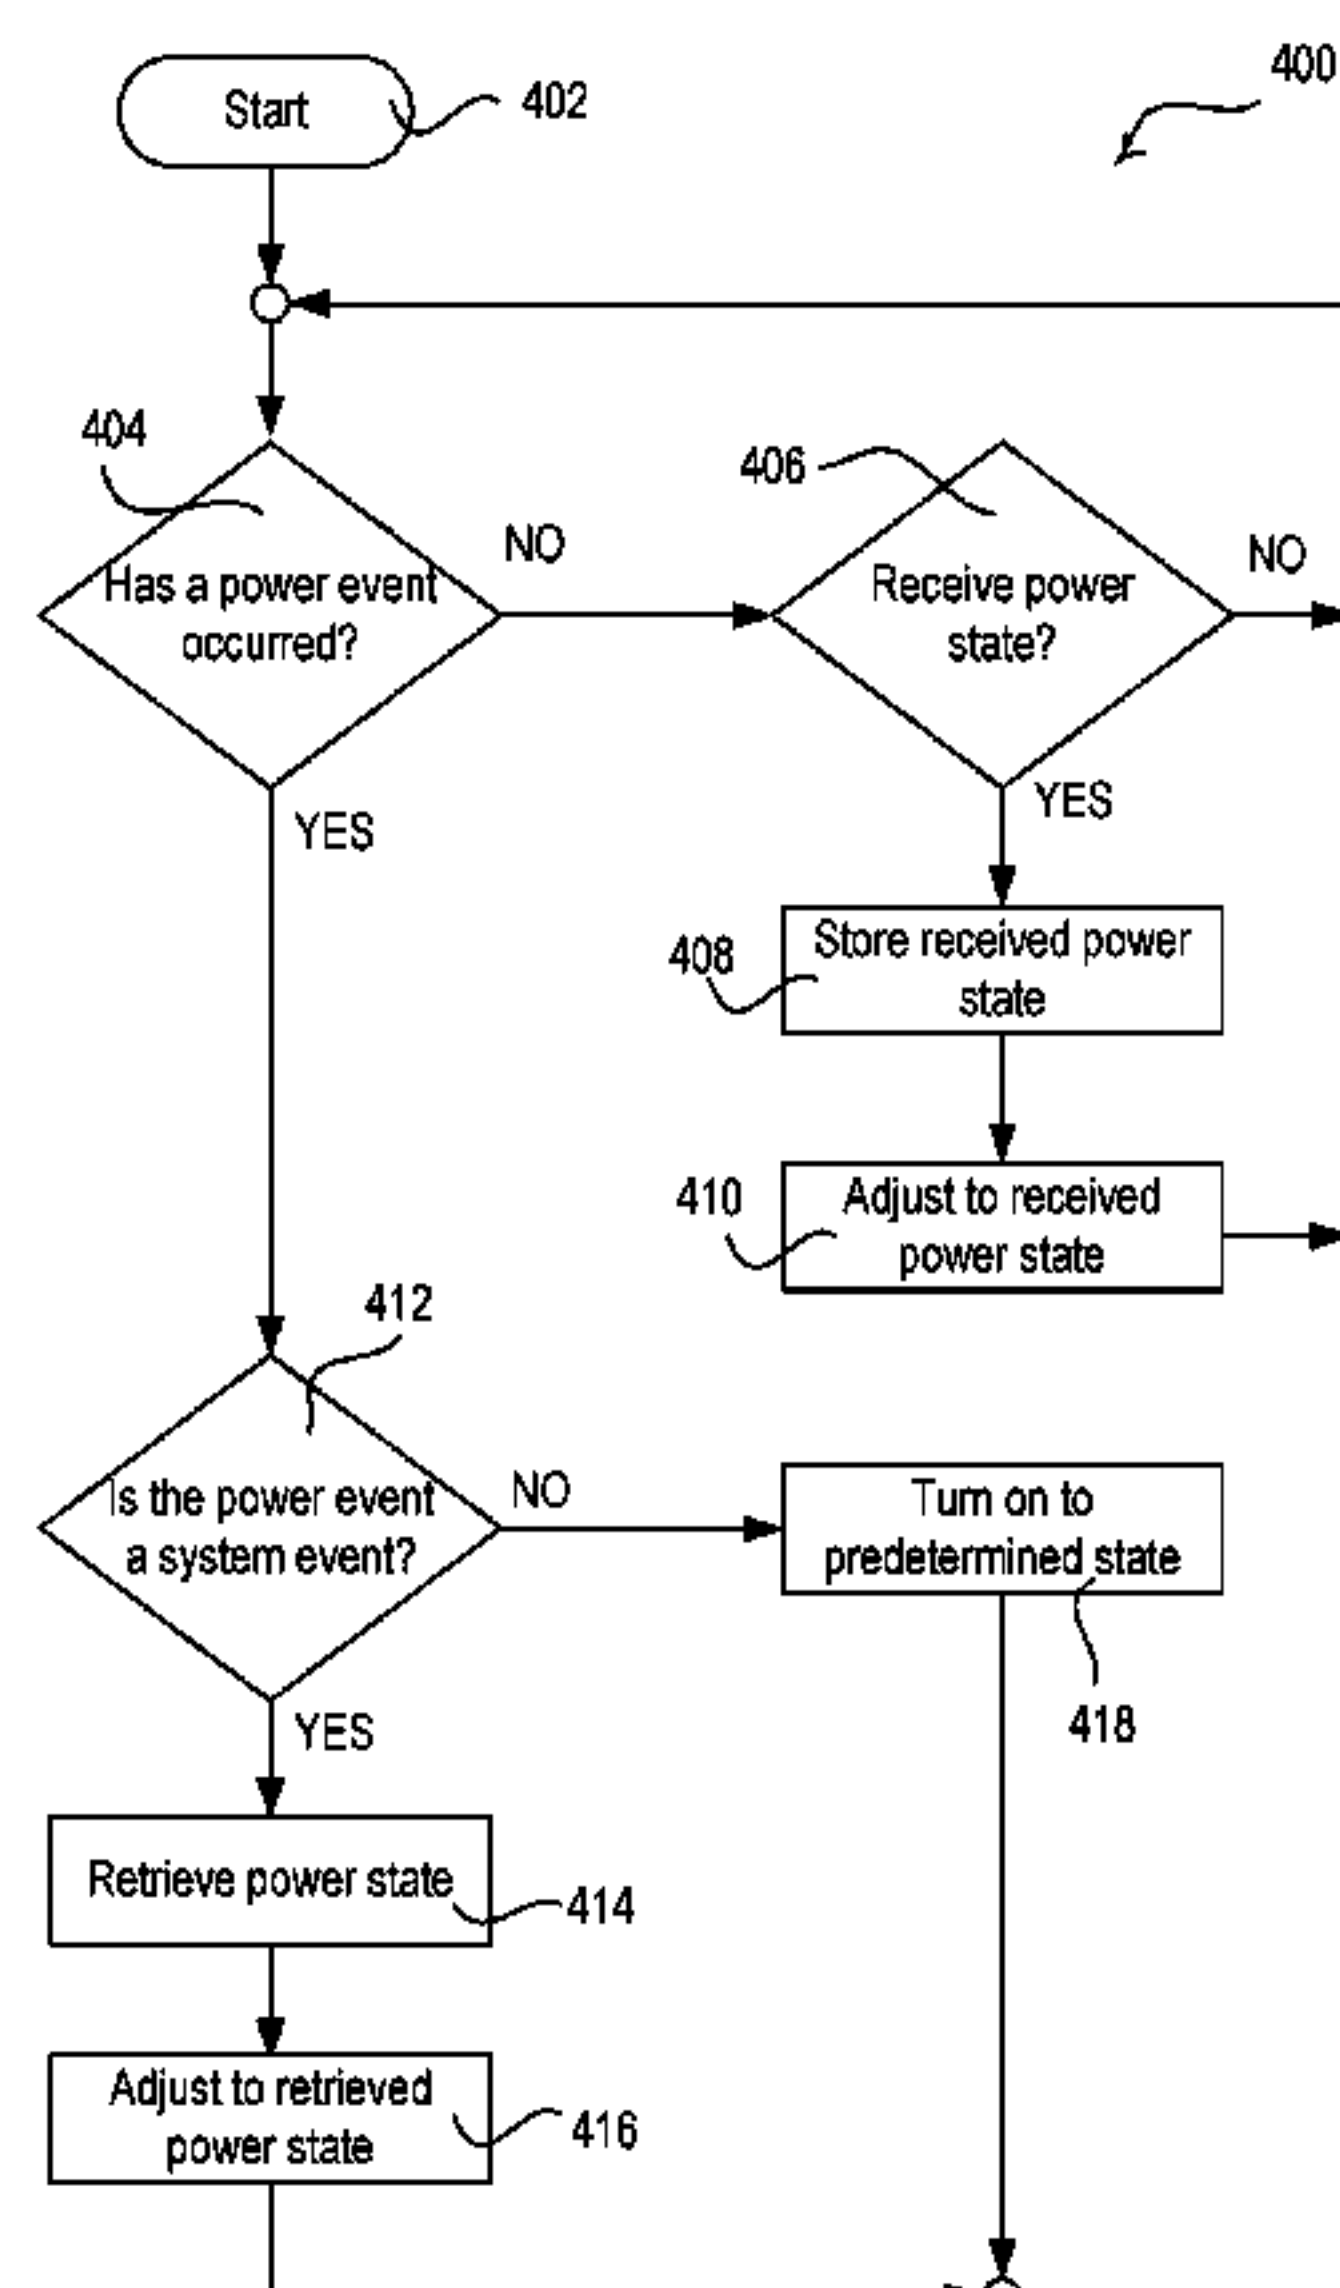 400
Start
402
404
Has a power event
occurred?
NO
YES
406
Receive power
state?
NO
YES
408
Store received power
state
410
Adjust to received
power state
412
Is the power event
a system event?
NO
YES
Turn on to
predetermined state
418
Retrieve power state
414
Adjust to retrieved
power state
416